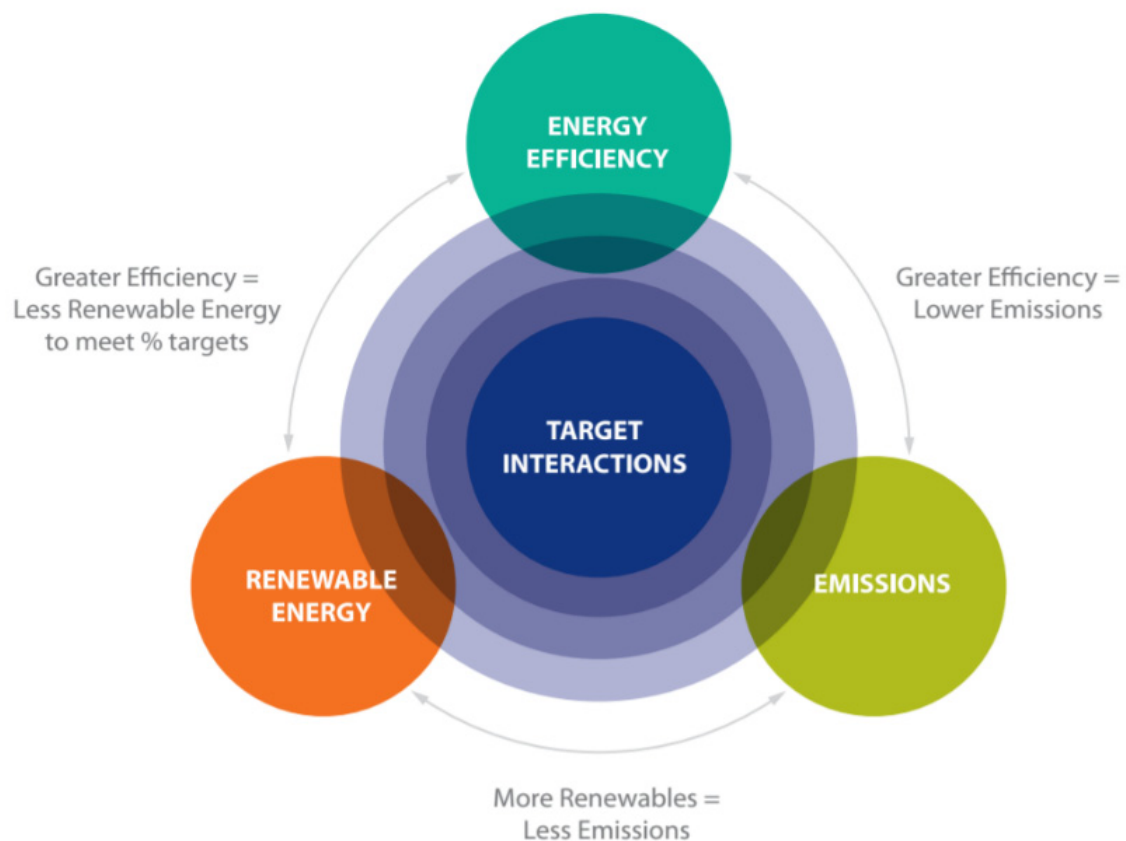 ENERGY
EFFICIENCY
Greater Efficiency =
Less Renewable Energy
to meet % targets
Greater Efficiency =
Lower Emissions
TARGET
INTERACTIONS
RENEWABLE
ENERGY
EMISSIONS
More Renewables =
Less Emissions